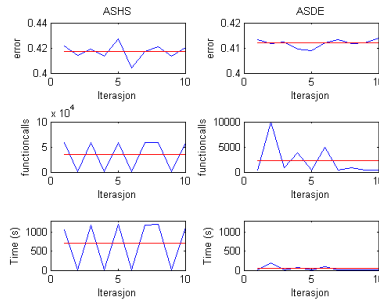 ASHS
ASDE
0.44
0.42
0.4
error
0
5
10
Iterasjon
0.42
0.41
0.4
error
0
5
10
Iterasjon
x 10^4
10
5
0
functioncalls
0
5
10
Iterasjon
10000
5000
0
functioncalls
0
5
10
Iterasjon
1000
500
0
Time (s)
0
5
10
Iterasjon
1000
500
0
Time (s)
0
5
10
Iterasjon